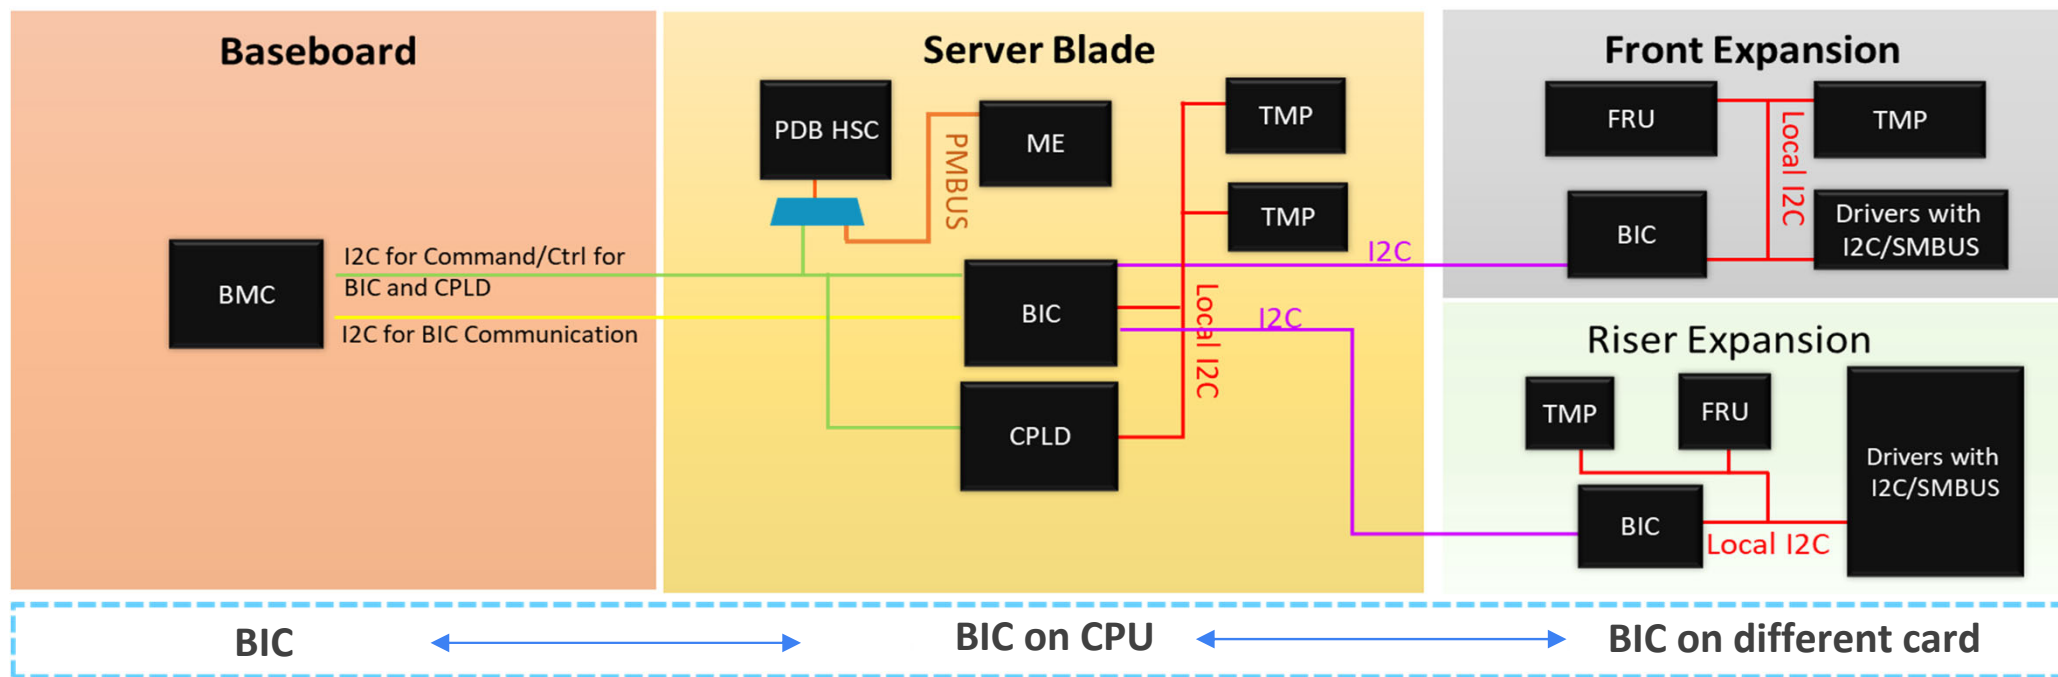 Baseboard
BMC
I2C for Command/Ctrl for
BIC and CPLD
I2C for BIC Communication
Server Blade
PDB HSC
PMBUS
ME
TMP
TMP
BIC
CPLD
Local I2C
I2C
I2C
Front Expansion
FRU
TMP
Local I2C
BIC
Drivers with
I2C/SMBUS
Riser Expansion
TMP
FRU
BIC
Local I2C
Drivers with
I2C/SMBUS
BIC
BIC on CPU
BIC on different card